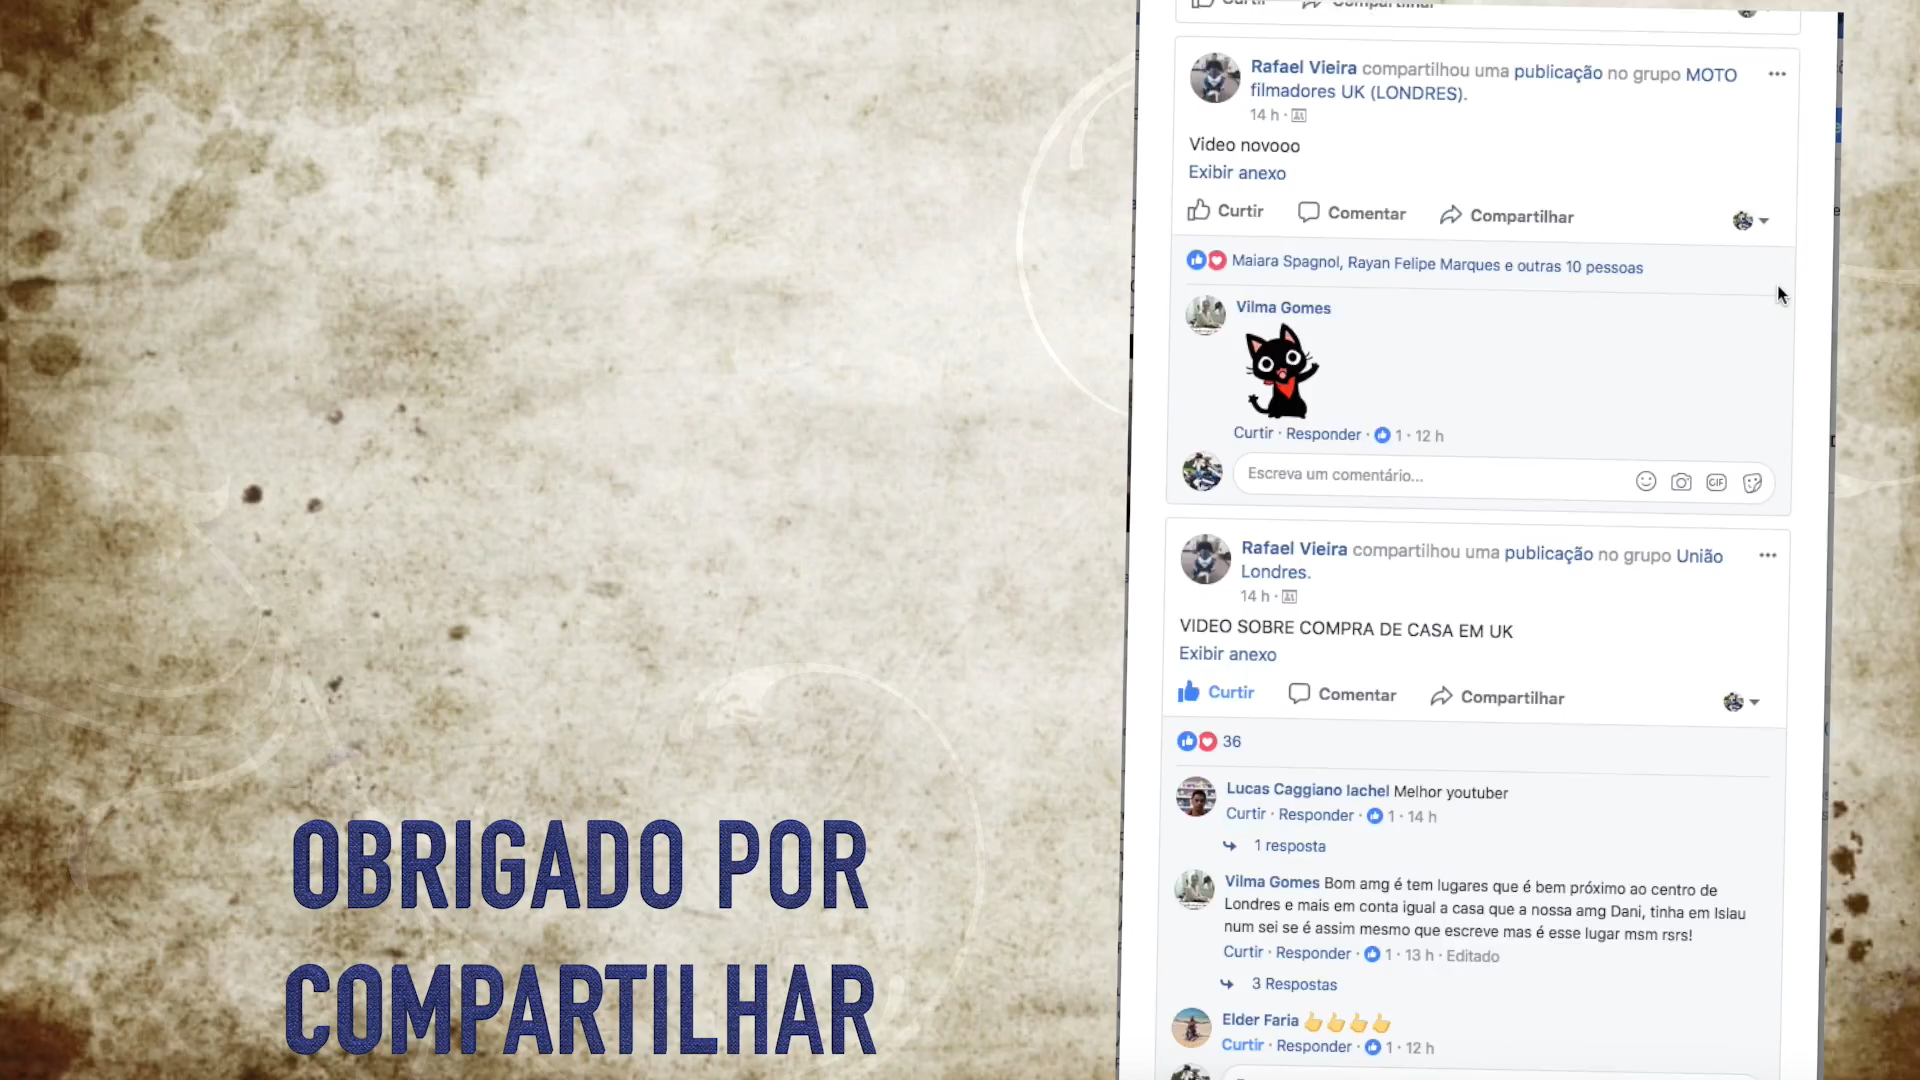 Curtir Compartilhar
Rafael Vieira compartilhou uma publicação no grupo MOTO
filmadores UK (LONDRES).
14 h ·
Video novooo
Exibir anexo
Curtir Comentar Compartilhar
Maiara Spagnol, Rayan Felipe Marques e outras 10 pessoas
Vilma Gomes
Curtir · Responder · 1 · 12 h
Escreva um comentário...
GIF
Rafael Vieira compartilhou uma publicação no grupo União
Londres.
14 h ·
VIDEO SOBRE COMPRA DE CASA EM UK
Exibir anexo
Curtir Comentar Compartilhar
36
Lucas Caggiano Iachel Melhor youtuber
Curtir · Responder · 1 · 14 h
1 resposta
Vilma Gomes Bom amg é tem lugares que é bem próximo ao centro de
Londres e mais em conta igual a casa que a nossa amg Dani, tinha em Islau
num sei se é assim mesmo que escreve mas é esse lugar msm rsrs!
Curtir · Responder · 1 · 13 h · Editado
3 Respostas
Elder Faria 👍👍👍👍
Curtir · Responder · 1 · 12 h
OBRIGADO POR
COMPARTILHAR